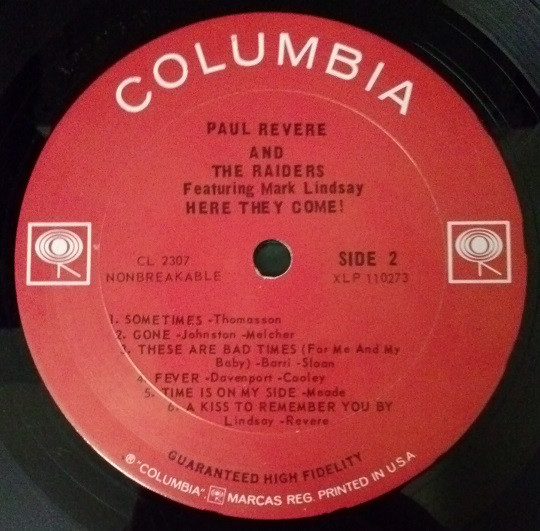 COLUMBIA
PAUL REVERE
AND
THE RAIDERS
Featuring Mark Lindsay
HERE THEY COME!
CL 2307
NONBREAKABLE
SIDE 2
XLP 110273
1. SOMETIMES -Thomasson
2. GONE -Johnston -Melcher
3. THESE ARE BAD TIMES (For Me And My
Baby) -Barri -Sloan
4. FEVER -Davenport -Cooley
5. TIME IS ON MY SIDE -Meade
6. A KISS TO REMEMBER YOU BY
Lindsay -Revere
GUARANTEED HIGH FIDELITY
® "COLUMBIA", MARCAS REG. PRINTED IN U.S.A.